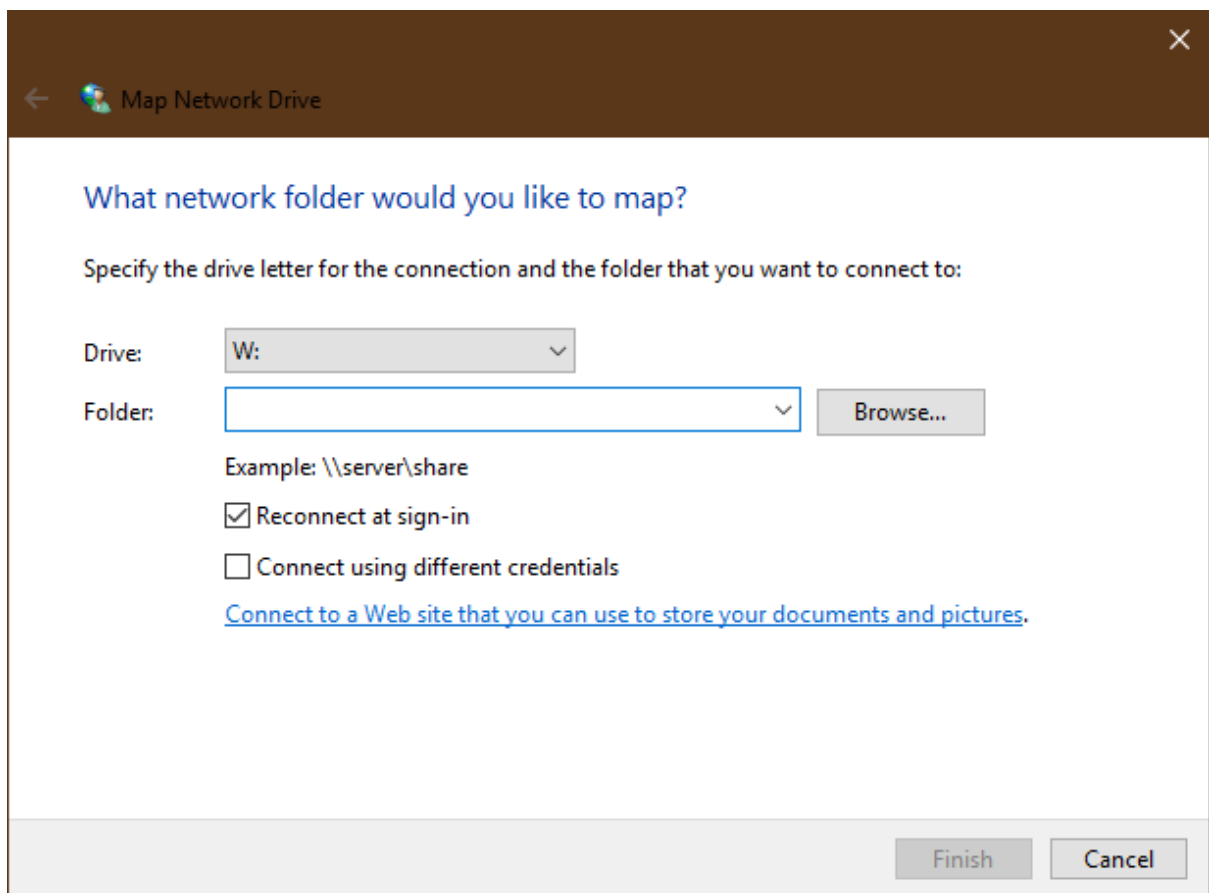 Map Network Drive
What network folder would you like to map?
Specify the drive letter for the connection and the folder that you want to connect to:
Drive: W:
Folder: Browse...
Example: \\server\share
Reconnect at sign-in
Connect using different credentials
Connect to a Web site that you can use to store your documents and pictures.
Finish Cancel